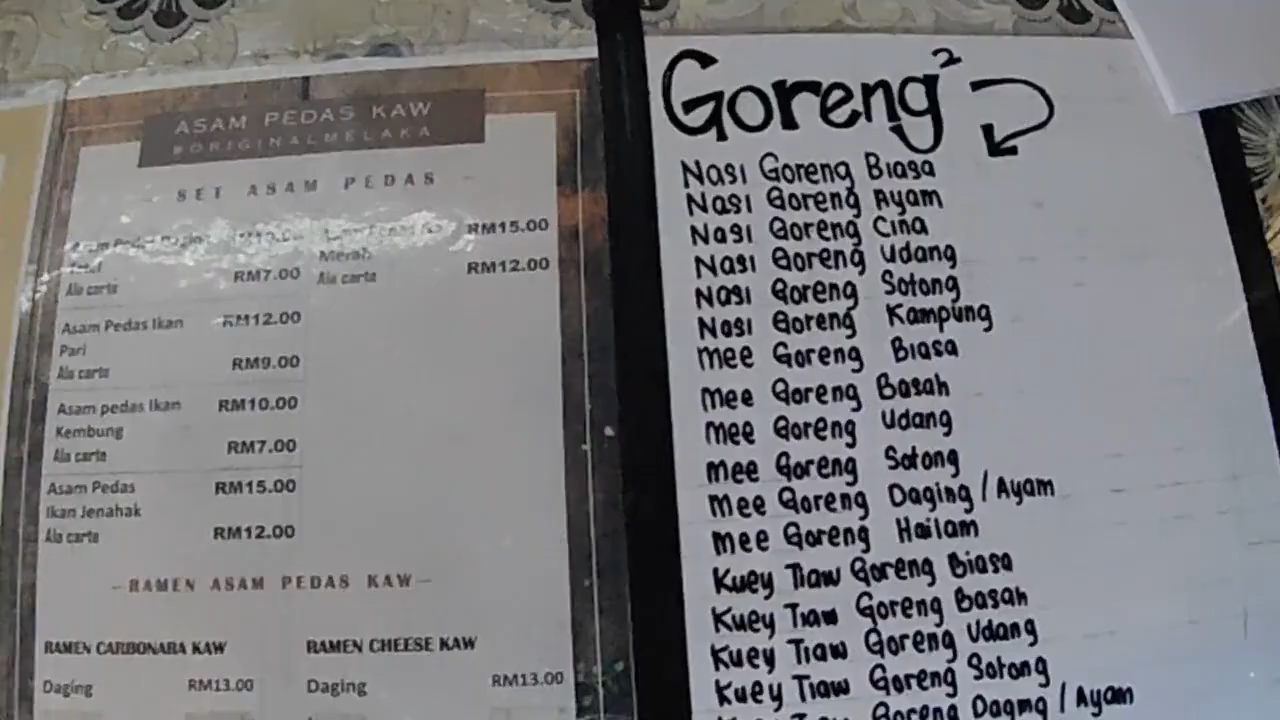 ASAM PEDAS KAW
#ORIGINALMELAKA
SET ASAM PEDAS
Asam Pedas
RM7.00
Ala carte
Asam Pedas Ikan RM12.00
Pari
Ala carte RM9.00
Asam pedas Ikan RM10.00
Kembung
Ala carte RM7.00
Asam Pedas RM15.00
Ikan Jenahak
Ala carte RM12.00
RM15.00
Merah
Ala carte RM12.00
-RAMEN ASAM PEDAS KAW-
RAMEN CARBONARA KAW
Daging RM13.00
RAMEN CHEESE KAW
Daging RM13.00
Goreng²
Nasi Goreng Biasa
Nasi Goreng Ayam
Nasi Goreng Cina
Nasi Goreng Udang
Nasi Goreng Sotong
Nasi Goreng Kampung
Mee Goreng Biasa
Mee Goreng Basah
Mee Goreng Udang
Mee Goreng Sotong
Mee Goreng Daging / Ayam
Mee Goreng Hailam
Kuey Tiaw Goreng Biasa
Kuey Tiaw Goreng Basah
Kuey Tiaw Goreng Udang
Kuey Tiaw Goreng Sotong
Goreng Daging / Ayam